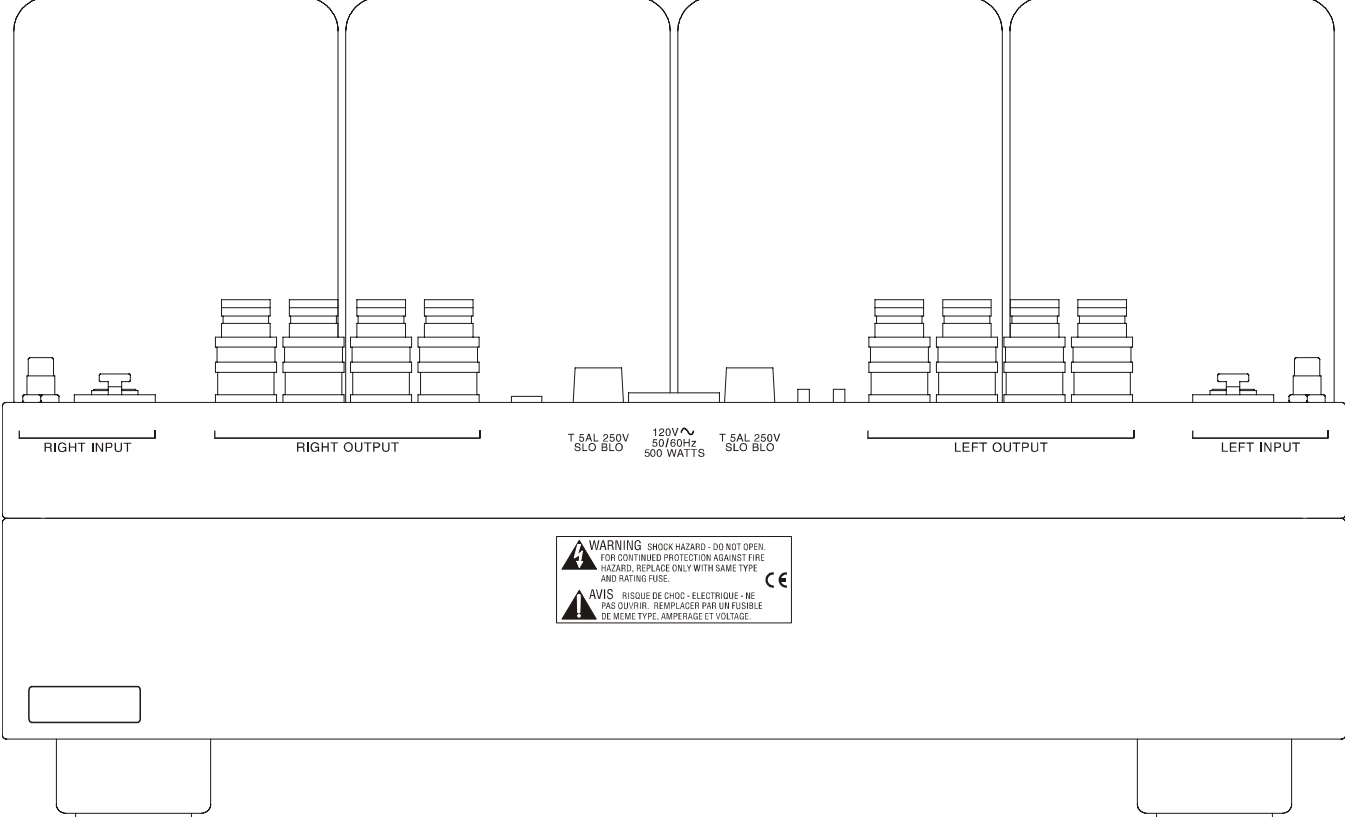 RIGHT INPUT
RIGHT OUTPUT
T 5AL 250V
SLO BLO
120V～
50/60Hz
500 WATTS
T 5AL 250V
SLO BLO
LEFT OUTPUT
LEFT INPUT
WARNING SHOCK HAZARD - DO NOT OPEN.
FOR CONTINUED PROTECTION AGAINST FIRE
HAZARD, REPLACE ONLY WITH SAME TYPE
AND RATING FUSE.
CE
AVIS RISQUE DE CHOC - ELECTRIQUE - NE
PAS OUVRIR. REMPLACER PAR UN FUSIBLE
DE MEME TYPE, AMPERAGE ET VOLTAGE.